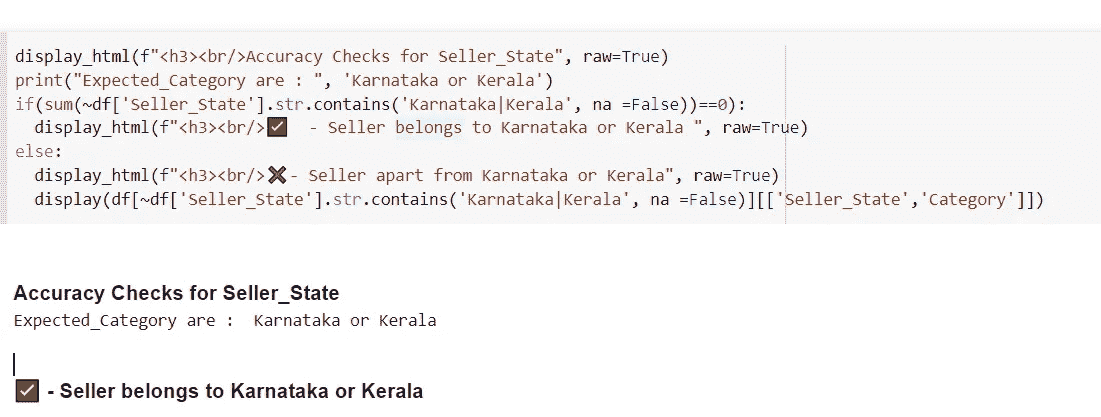 display_html(f"<h3><br/>Accuracy Checks for Seller_State", raw=True)
print("Expected_Category are : ", 'Karnataka or Kerala')
if(sum(~df['Seller_State'].str.contains('Karnataka|Kerala', na =False))==0):
  display_html(f"<h3><br/>✅  - Seller belongs to Karnataka or Kerala ", raw=True)
else:
  display_html(f"<h3><br/>❌- Seller apart from Karnataka or Kerala", raw=True)
  display(df[~df['Seller_State'].str.contains('Karnataka|Kerala', na =False)][['Seller_State','Category']])
Accuracy Checks for Seller_State
Expected_Category are :  Karnataka or Kerala
✅ - Seller belongs to Karnataka or Kerala